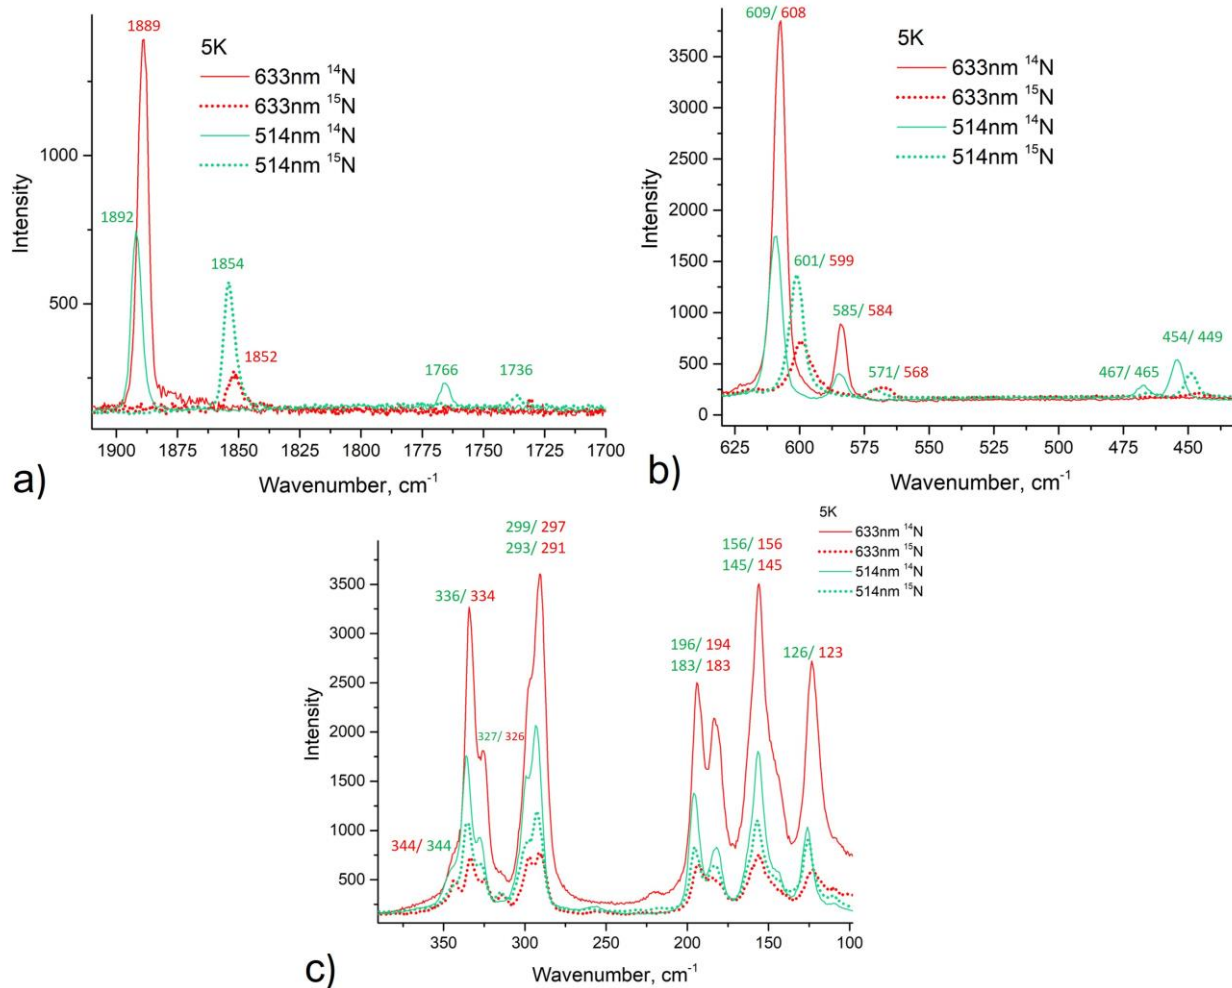 1889
5K
633nm ¹⁴N
633nm ¹⁵N
514nm ¹⁴N
514nm ¹⁵N
1892
1854
1852
1766
1736
1000
500
Intensity
1900 1875 1850 1825 1800 1775 1750 1725 1700
Wavenumber, cm⁻¹
a)
609/ 608
5K
633nm ¹⁴N
633nm ¹⁵N
514nm ¹⁴N
514nm ¹⁵N
601/ 599
585/ 584
571/ 568
467/ 465
454/ 449
3500
3000
2500
2000
1500
1000
500
0
Intensity
625 600 575 550 525 500 475 450
Wavenumber, cm⁻¹
b)
299/ 297
293/ 291
336/ 334
327/ 326
344/ 344
196/ 194
183/ 183
156/ 156
145/ 145
126/ 123
5K
633nm ¹⁴N
633nm ¹⁵N
514nm ¹⁴N
514nm ¹⁵N
3500
3000
2500
2000
1500
1000
500
Intensity
350 300 250 200 150 100
Wavenumber, cm⁻¹
c)